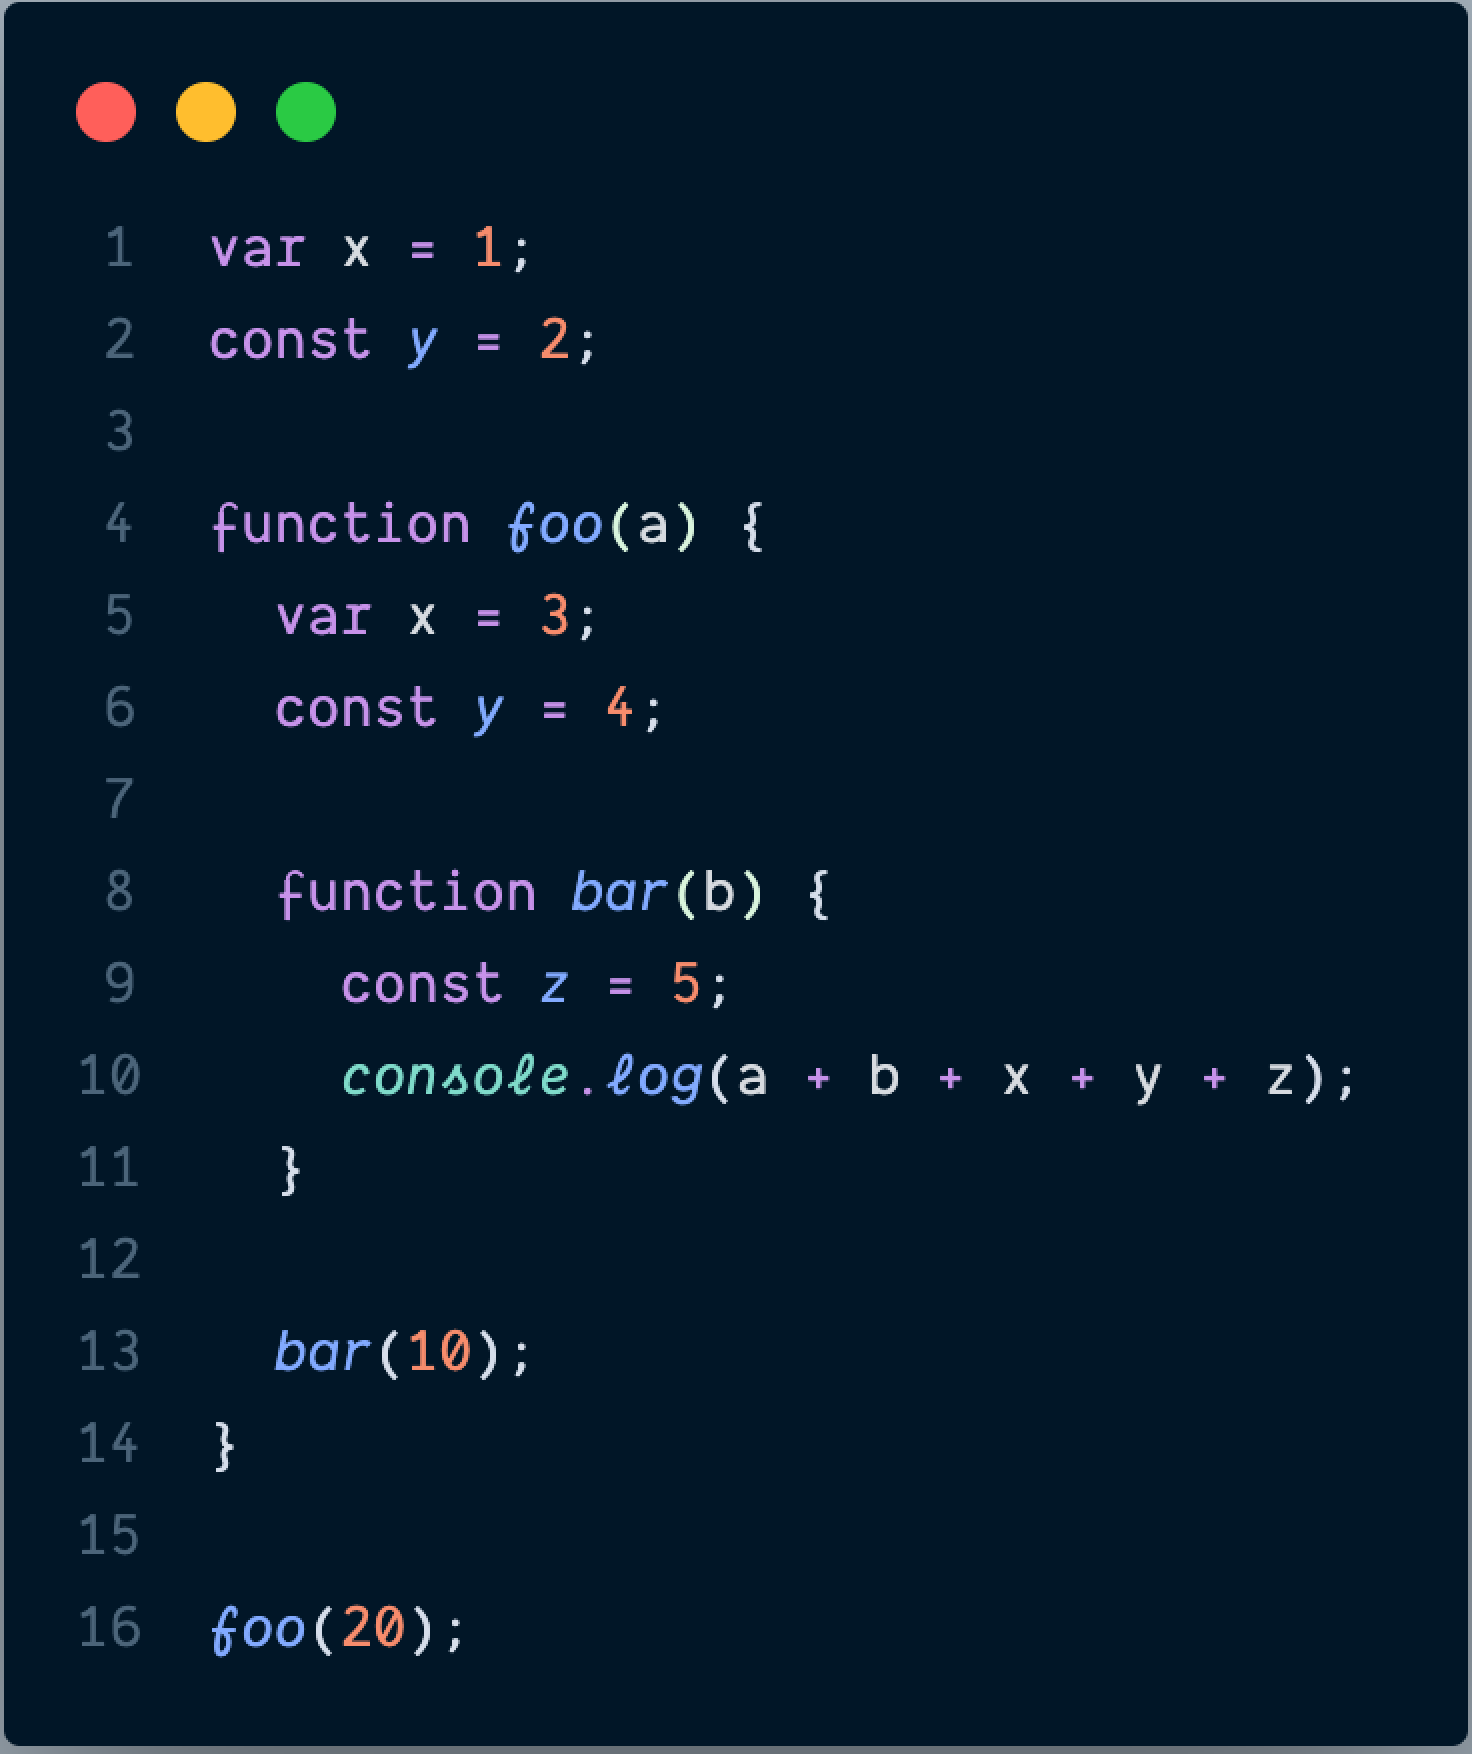 1 var x = 1;
2 const y = 2;
3
4 function foo(a) {
5   var x = 3;
6   const y = 4;
7
8   function bar(b) {
9     const z = 5;
10     console.log(a + b + x + y + z);
11   }
12
13   bar(10);
14 }
15
16 foo(20);